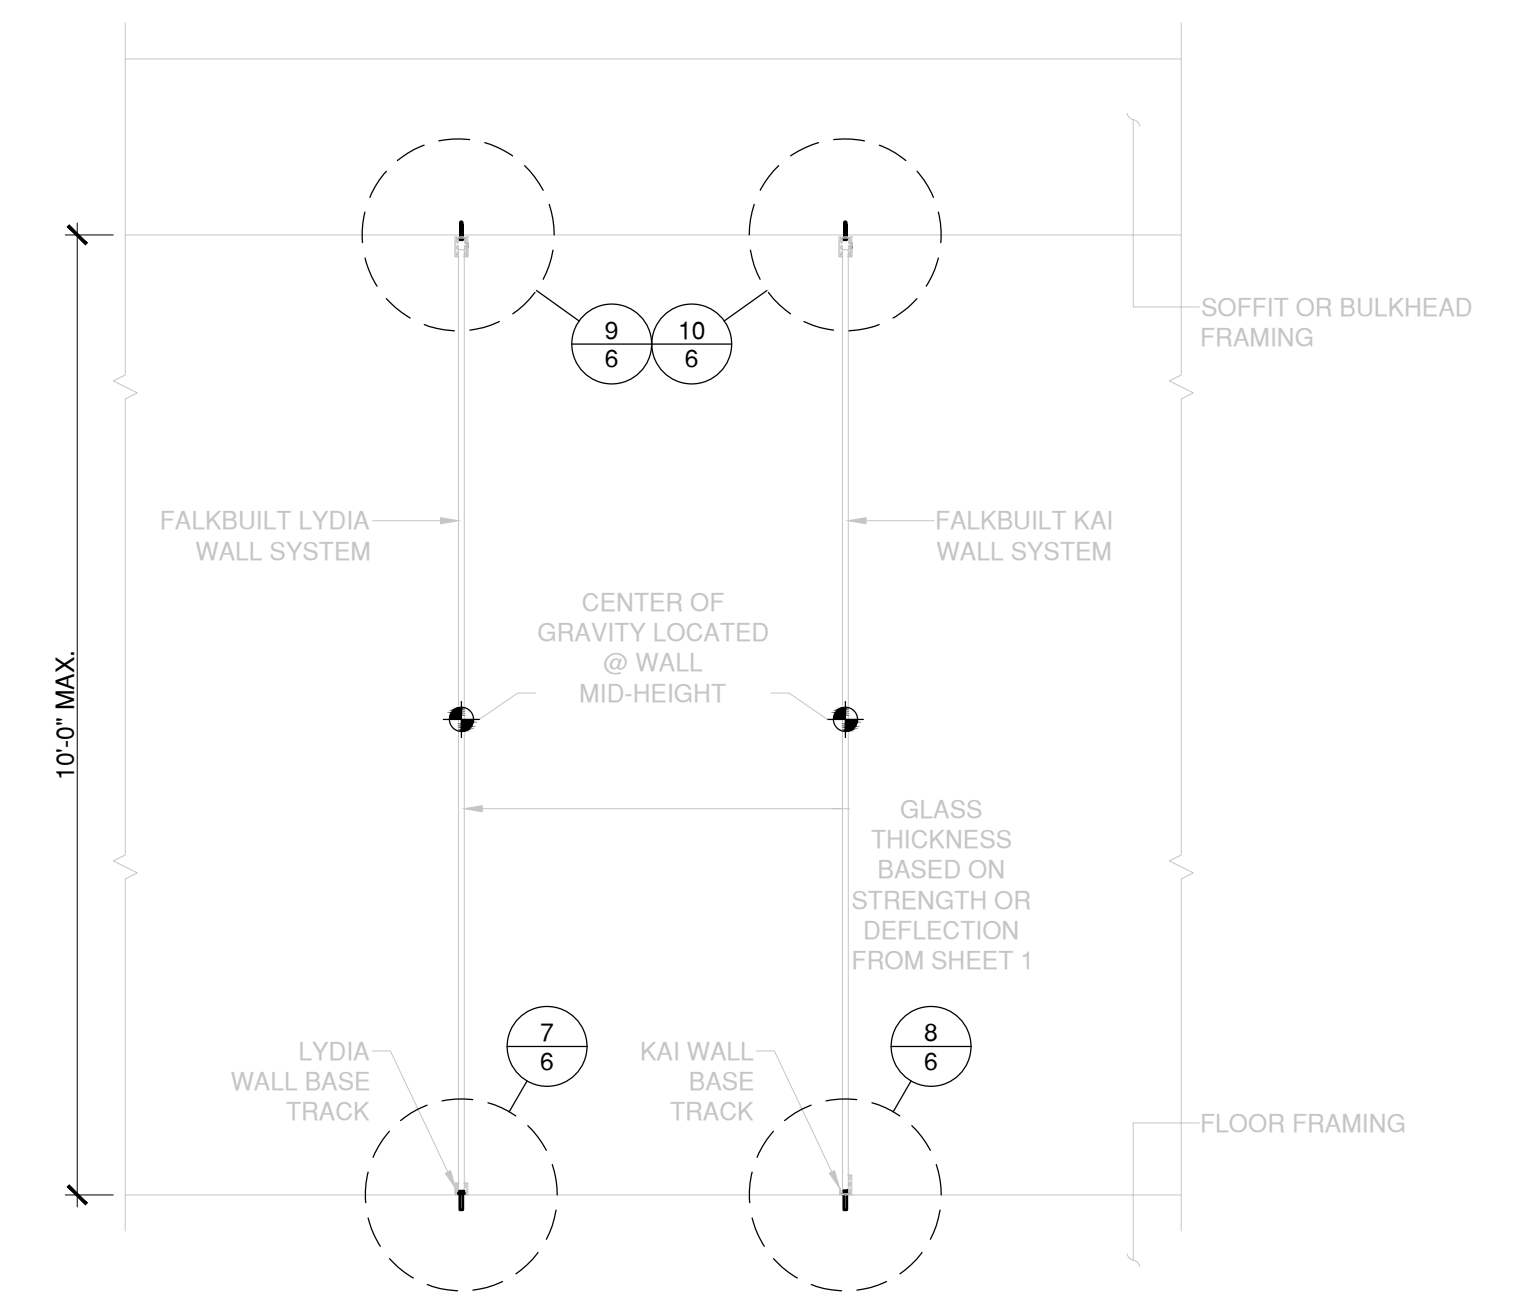 9
6
10
6
SOFFIT OR BULKHEAD
FRAMING
FALKBUILT LYDIA
WALL SYSTEM
FALKBUILT KAI
WALL SYSTEM
CENTER OF
GRAVITY LOCATED
@ WALL
MID-HEIGHT
10'-0" MAX.
GLASS
THICKNESS
BASED ON
STRENGTH OR
DEFLECTION
FROM SHEET 1
7
6
8
6
LYDIA
WALL BASE
TRACK
KAI WALL
BASE
TRACK
FLOOR FRAMING